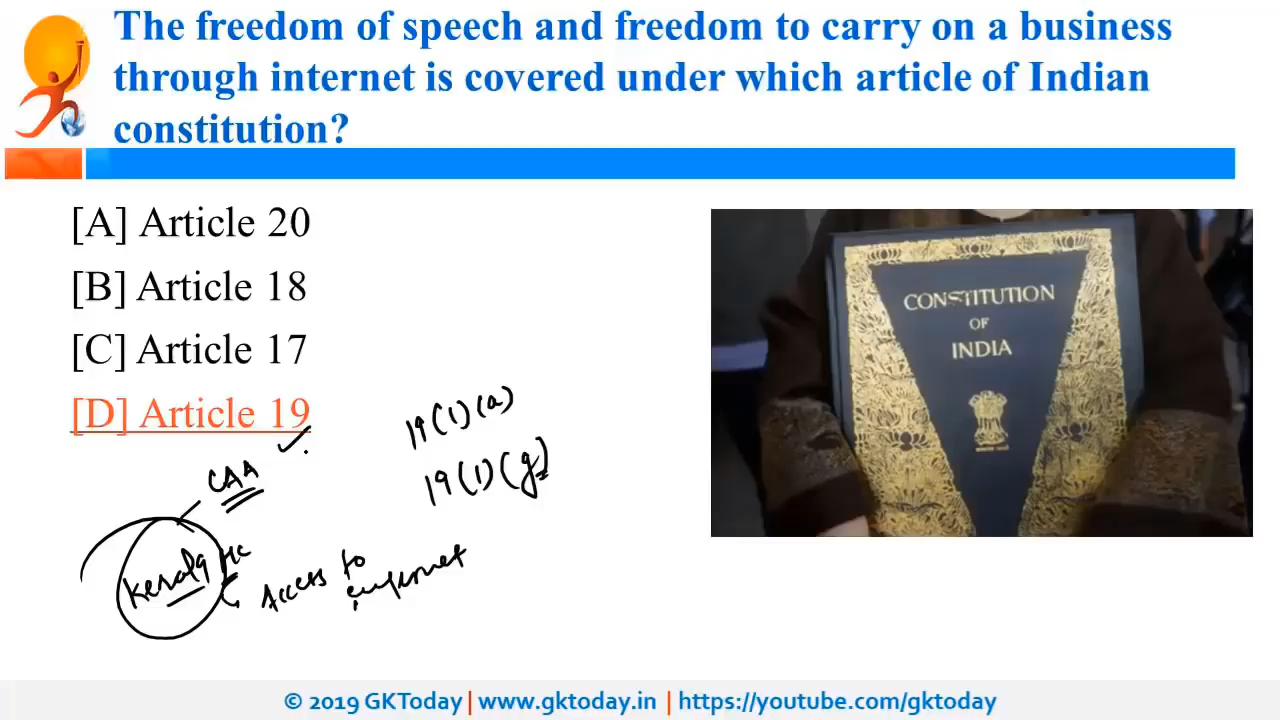 The freedom of speech and freedom to carry on a business
through internet is covered under which article of Indian
constitution?
[A] Article 20
[B] Article 18
[C] Article 17
[D] Article 19
19(1)(a)
19(1)(g)
CAA
Kerala HC
Access to
internet
CONSTITUTION
OF
INDIA
© 2019 GKToday | www.gktoday.in | https://youtube.com/gktoday